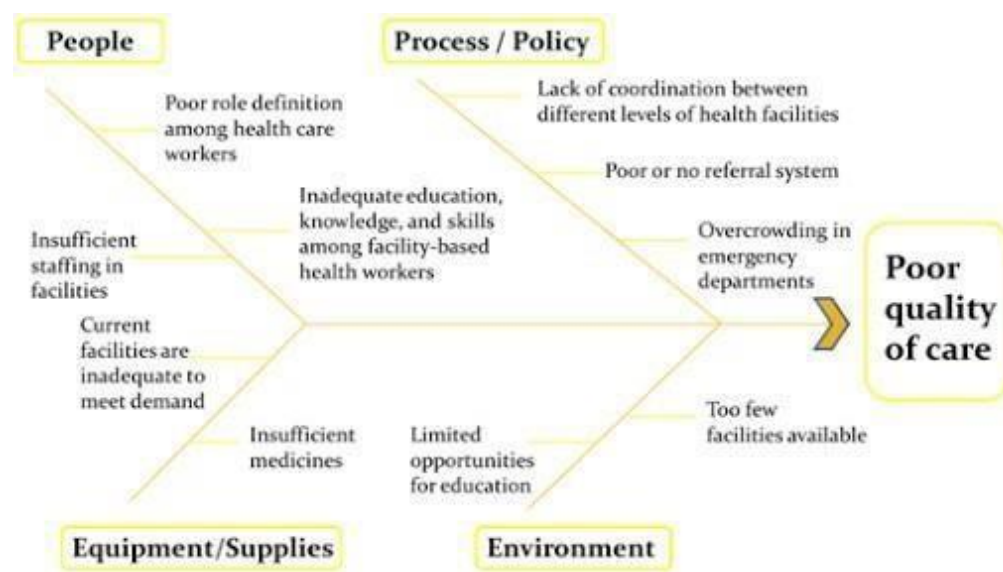 People
Process / Policy
Poor role definition
among health care
workers
Inadequate education,
knowledge, and skills
among facility-based
health workers
Insufficient
staffing in
facilities
Lack of coordination between
different levels of health facilities
Poor or no referral system
Overcrowding in
emergency
departments
Poor
quality
of care
Current
facilities are
inadequate to
meet demand
Insufficient
medicines
Limited
opportunities
for education
Too few
facilities available
Equipment/Supplies
Environment